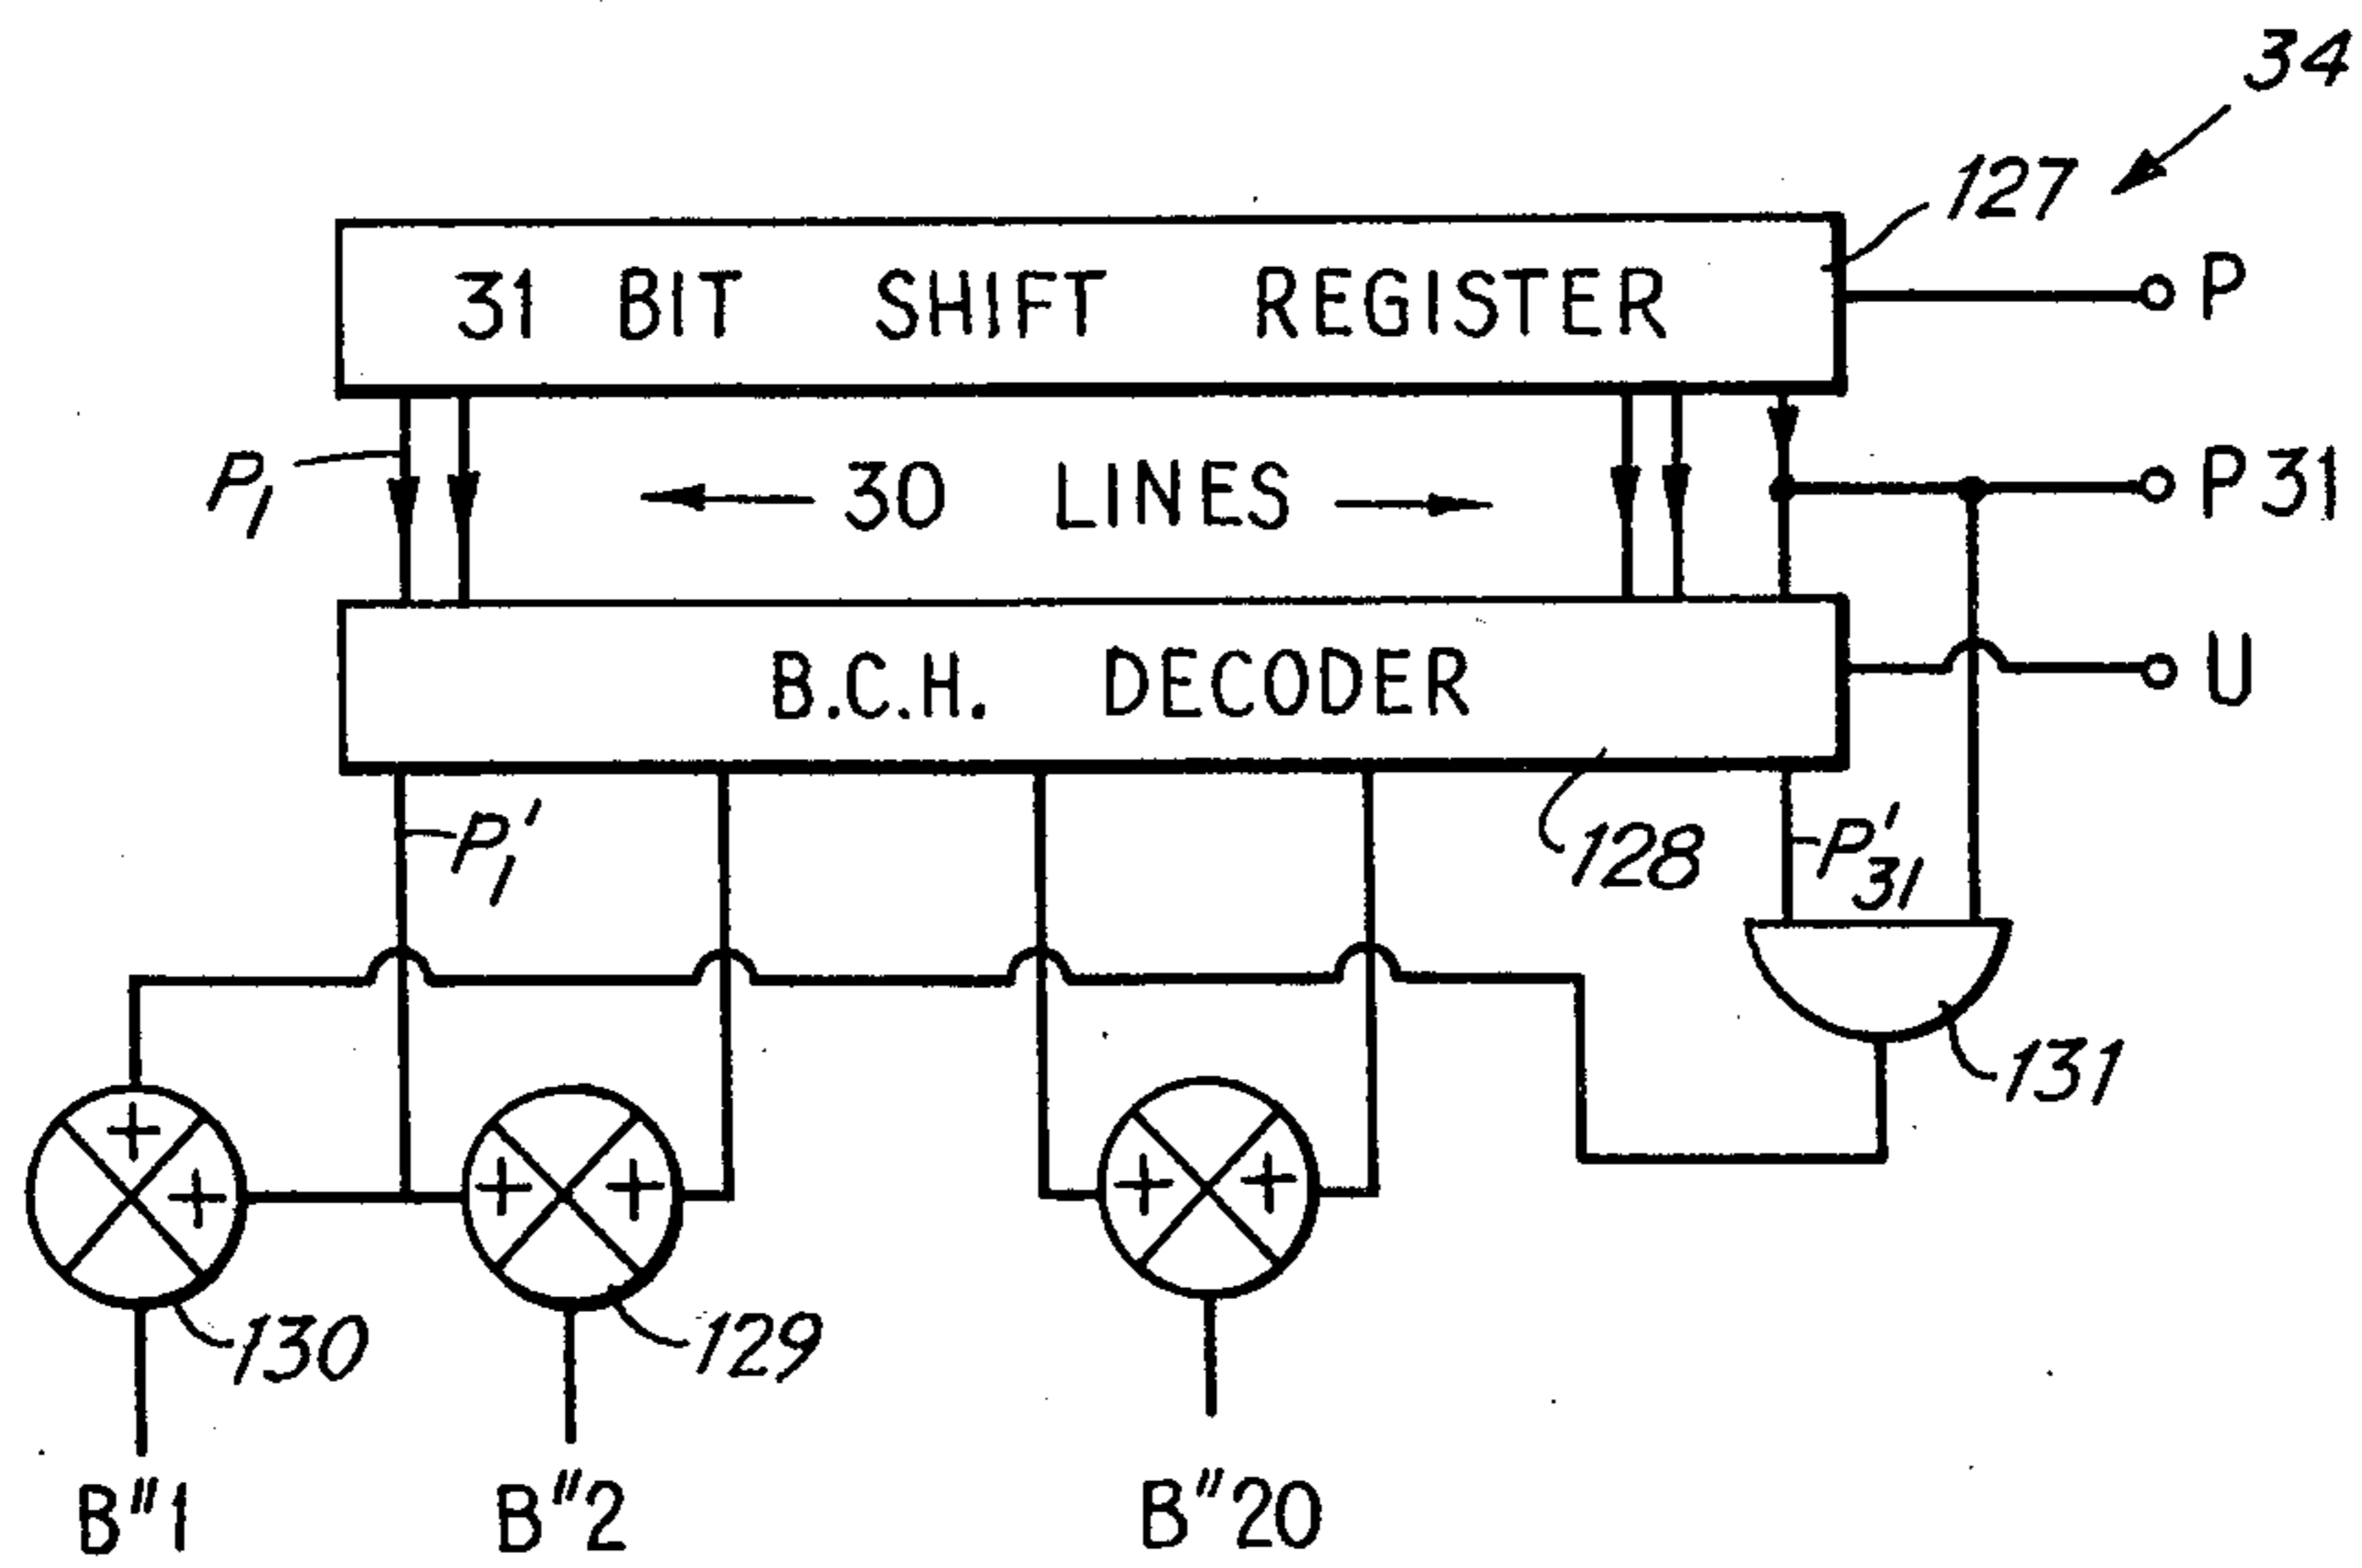 34
127
31 BIT SHIFT REGISTER
P
P1
30 LINES
P31
B.C.H. DECODER
U
P'1
128
P'31
131
130
129
B"1
B"2
B"20